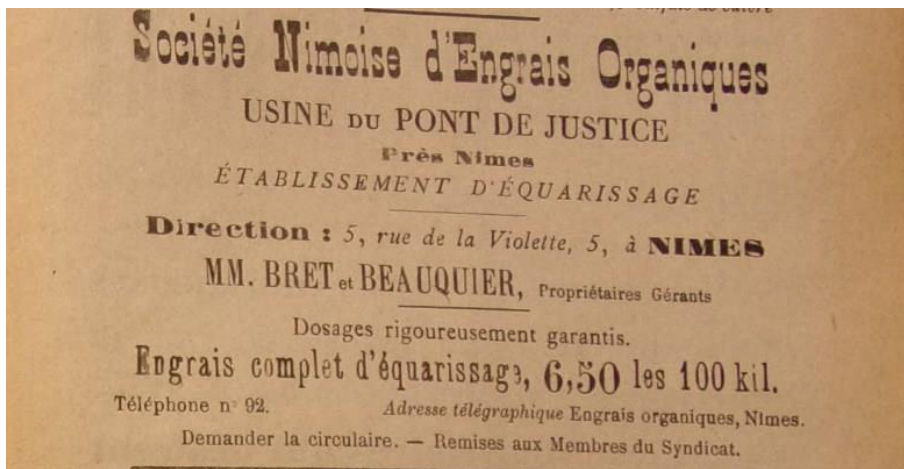 Société Nimoise d'Engrais Organiques
USINE DU PONT DE JUSTICE
Près Nimes
ÉTABLISSEMENT D'ÉQUARISSAGE
Direction : 5, rue de la Violette, 5, à NIMES
MM. BRET et BEAUQUIER, Propriétaires Gérants
Dosages rigoureusement garantis.
Engrais complet d'équarissage, 6,50 les 100 kil.
Téléphone n° 92. Adresse télégraphique Engrais organiques, Nimes.
Demander la circulaire. — Remises aux Membres du Syndicat.